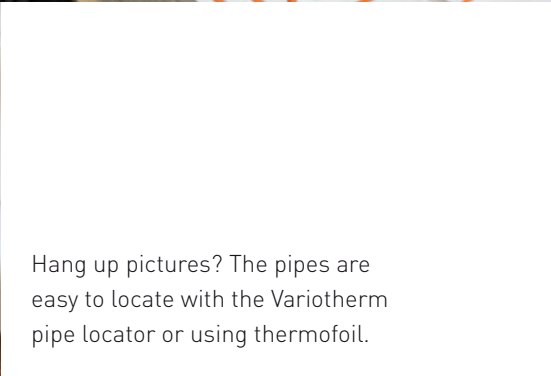 Hang up pictures? The pipes are
easy to locate with the Variotherm
pipe locator or using thermofoil.